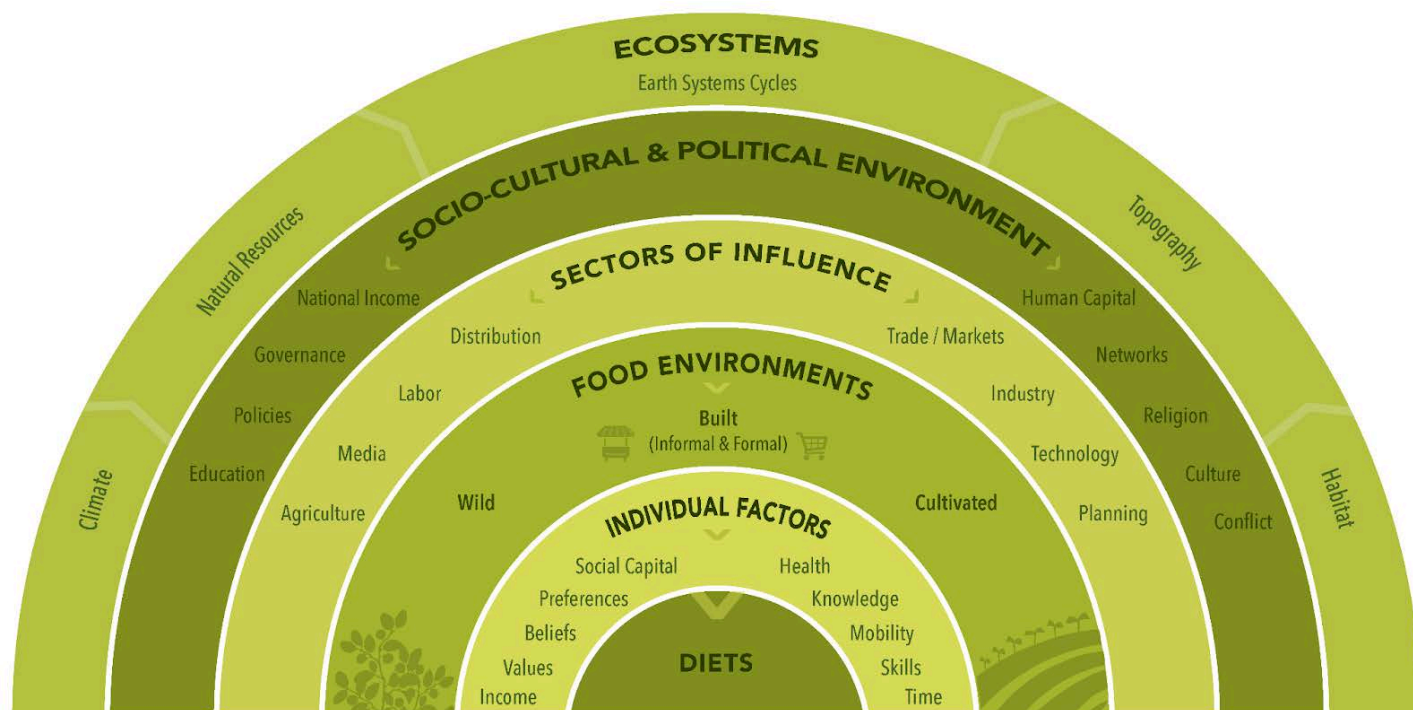 ECOSYSTEMS
Earth Systems Cycles
Natural Resources
Topography
Climate
Habitat
SOCIO-CULTURAL & POLITICAL ENVIRONMENT
National Income
Governance
Policies
Education
Human Capital
Networks
Religion
Culture
Conflict
SECTORS OF INFLUENCE
Distribution
Labor
Media
Agriculture
Trade / Markets
Industry
Technology
Planning
FOOD ENVIRONMENTS
Built
(Informal & Formal)
Wild
Cultivated
INDIVIDUAL FACTORS
Social Capital
Preferences
Beliefs
Values
Income
Health
Knowledge
Mobility
Skills
Time
DIETS